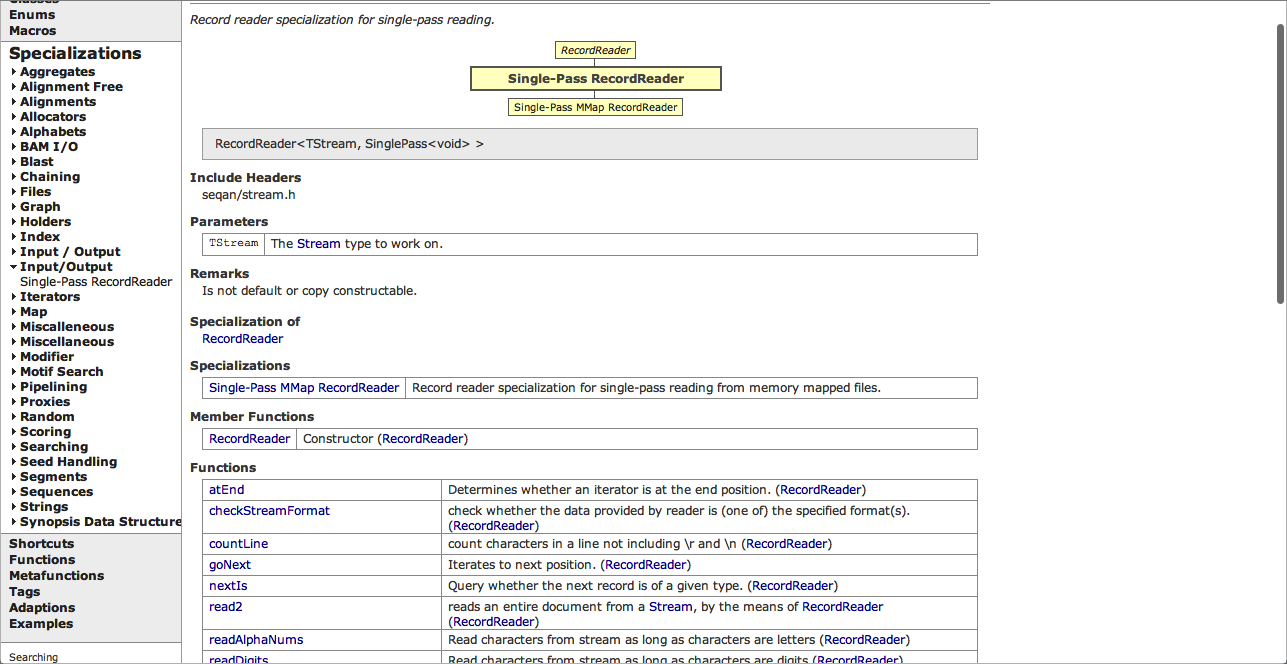 Enums
Macros
Specializations
Aggregates
Alignment Free
Alignments
Allocators
Alphabets
BAM I/O
Blast
Chaining
Files
Graph
Holders
Index
Input / Output
Input/Output
Single-Pass RecordReader
Iterators
Map
Miscalleneous
Miscellaneous
Modifier
Motif Search
Pipelining
Proxies
Random
Scoring
Searching
Seed Handling
Segments
Sequences
Strings
Synopsis Data Structure
Shortcuts
Functions
Metafunctions
Tags
Adaptions
Examples
Searching
Record reader specialization for single-pass reading.
RecordReader
Single-Pass RecordReader
Single-Pass MMap RecordReader
RecordReader<TStream, SinglePass<void> >
Include Headers
seqan/stream.h
Parameters
TStream The Stream type to work on.
Remarks
Is not default or copy constructable.
Specialization of
RecordReader
Specializations
Single-Pass MMap RecordReader Record reader specialization for single-pass reading from memory mapped files.
Member Functions
RecordReader Constructor (RecordReader)
Functions
atEnd Determines whether an iterator is at the end position. (RecordReader)
checkStreamFormat check whether the data provided by reader is (one of) the specified format(s).
(RecordReader)
countLine count characters in a line not including \r and \n (RecordReader)
goNext Iterates to next position. (RecordReader)
nextIs Query whether the next record is of a given type. (RecordReader)
read2 reads an entire document from a Stream, by the means of RecordReader
(RecordReader)
readAlphaNums Read characters from stream as long as characters are letters (RecordReader)
readDigits Read characters from stream as long as characters are digits (RecordReader)